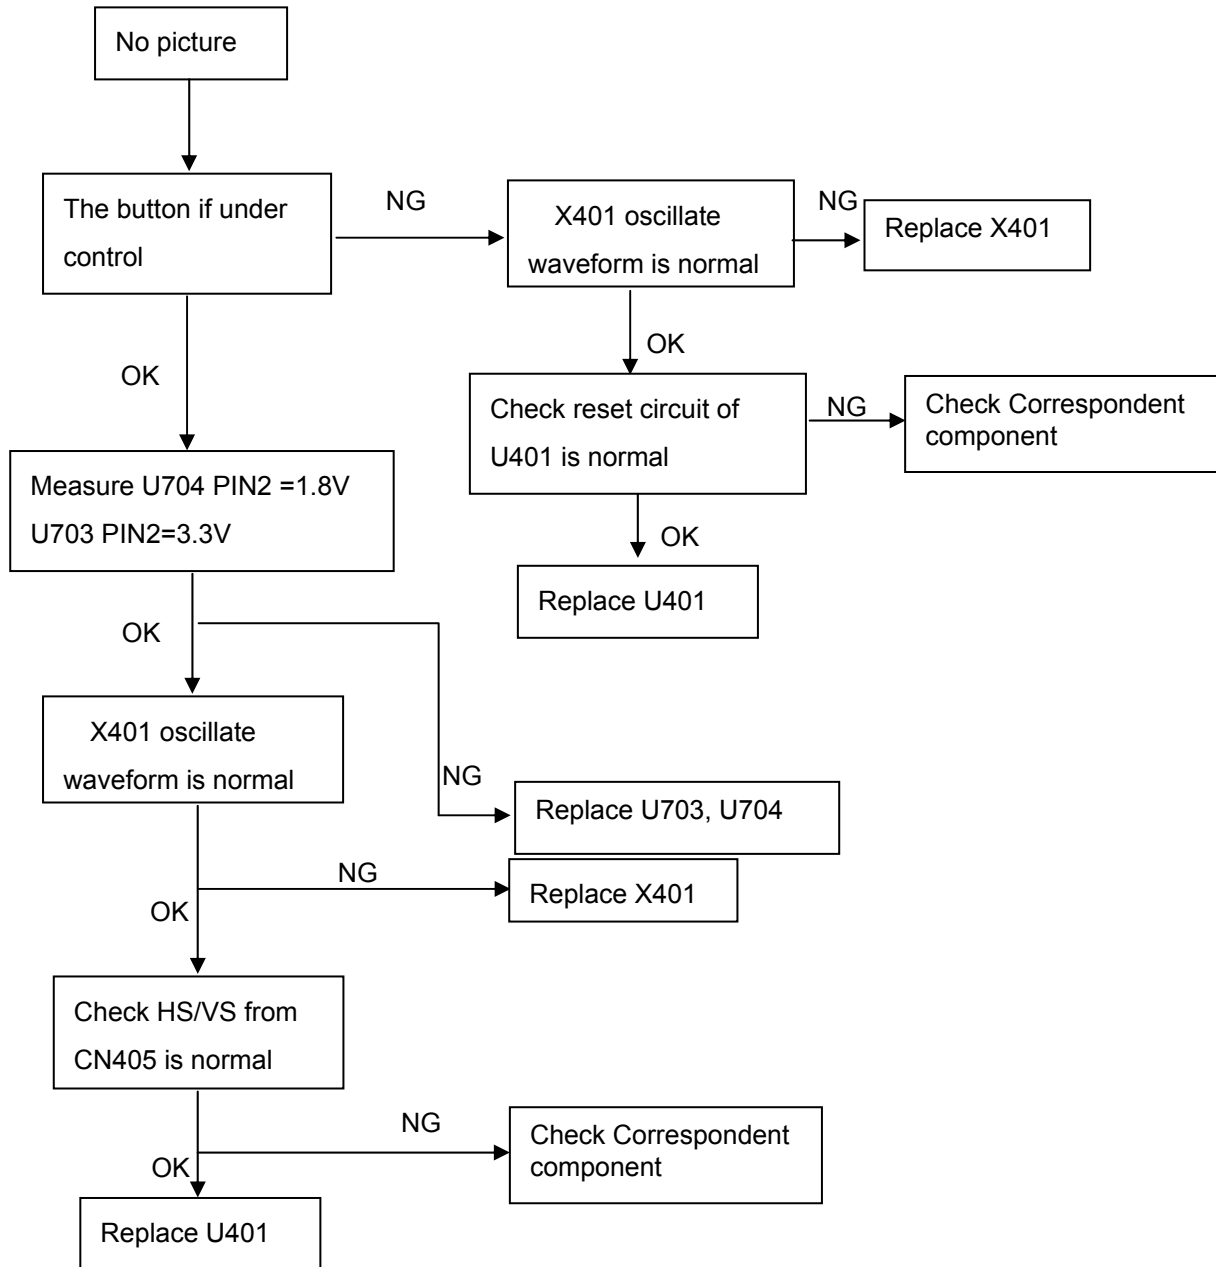 No picture
The button if under
control
NG
X401 oscillate
waveform is normal
NG
Replace X401
OK
OK
Check reset circuit of
U401 is normal
NG
Check Correspondent
component
Measure U704 PIN2 =1.8V
U703 PIN2=3.3V
OK
Replace U401
OK
X401 oscillate
waveform is normal
NG
Replace U703, U704
NG
Replace X401
OK
Check HS/VS from
CN405 is normal
NG
Check Correspondent
component
OK
Replace U401